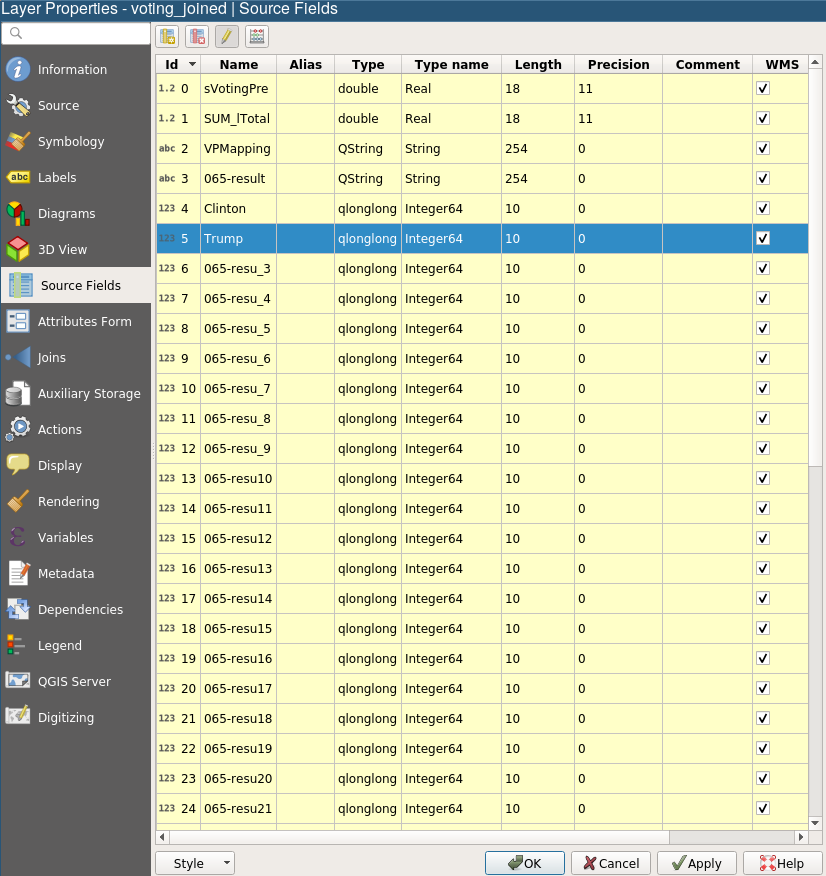 Layer Properties - voting_joined | Source Fields
Information
Source
Symbology
abc Labels
Diagrams
3D View
Source Fields
Attributes Form
Joins
Auxiliary Storage
Actions
Display
Rendering
Variables
Metadata
Dependencies
Legend
QGIS Server
Digitizing
Id Name Alias Type Type name Length Precision Comment WMS
1.2 0 sVotingPre double Real 18 11
1.2 1 SUM_lTotal double Real 18 11
abc 2 VPMapping QString String 254 0
abc 3 065-result QString String 254 0
123 4 Clinton qlonglong Integer64 10 0
123 5 Trump qlonglong Integer64 10 0
123 6 065-resu_3 qlonglong Integer64 10 0
123 7 065-resu_4 qlonglong Integer64 10 0
123 8 065-resu_5 qlonglong Integer64 10 0
123 9 065-resu_6 qlonglong Integer64 10 0
123 10 065-resu_7 qlonglong Integer64 10 0
123 11 065-resu_8 qlonglong Integer64 10 0
123 12 065-resu_9 qlonglong Integer64 10 0
123 13 065-resu10 qlonglong Integer64 10 0
123 14 065-resu11 qlonglong Integer64 10 0
123 15 065-resu12 qlonglong Integer64 10 0
123 16 065-resu13 qlonglong Integer64 10 0
123 17 065-resu14 qlonglong Integer64 10 0
123 18 065-resu15 qlonglong Integer64 10 0
123 19 065-resu16 qlonglong Integer64 10 0
123 20 065-resu17 qlonglong Integer64 10 0
123 21 065-resu18 qlonglong Integer64 10 0
123 22 065-resu19 qlonglong Integer64 10 0
123 23 065-resu20 qlonglong Integer64 10 0
123 24 065-resu21 qlonglong Integer64 10 0
Style OK Cancel Apply Help